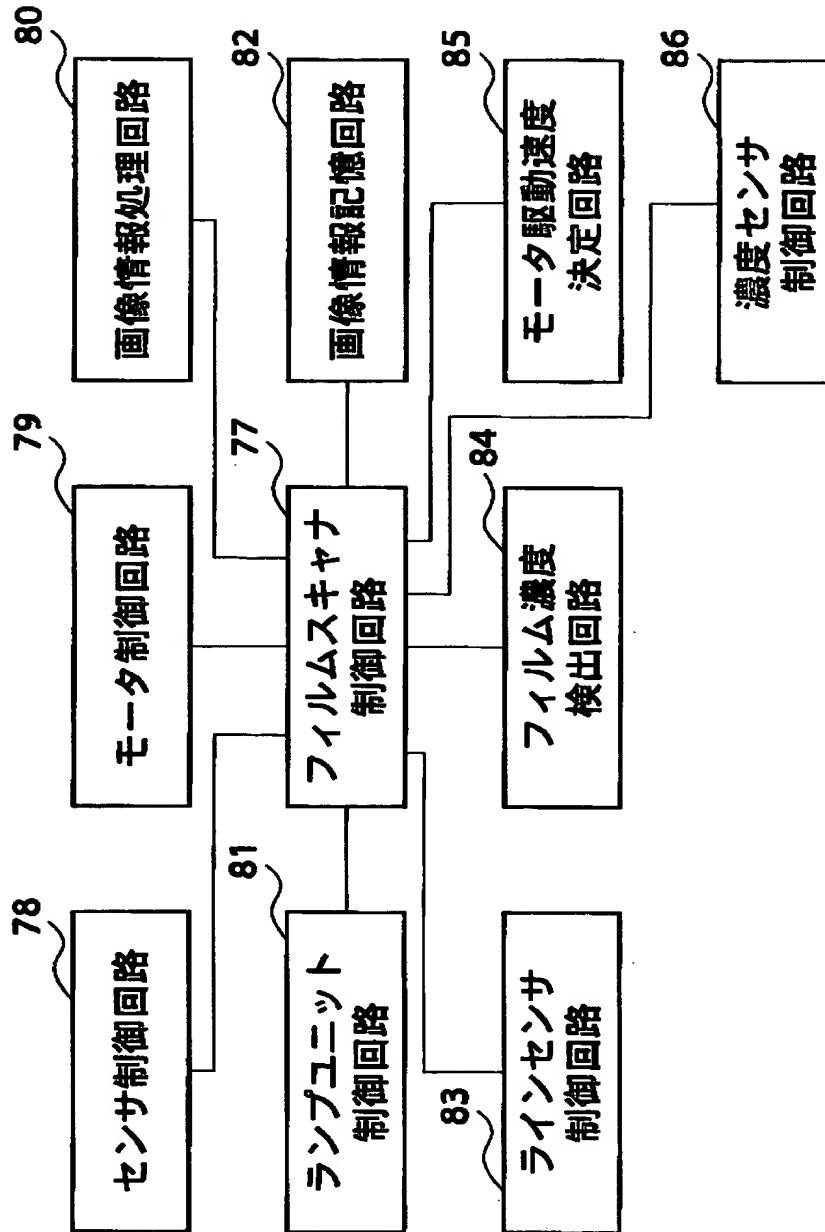 78
センサ制御回路
79
モータ制御回路
80
画像情報処理回路
81
ランプユニット
制御回路
77
フィルムスキャナ
制御回路
82
画像情報記憶回路
83
ラインセンサ
制御回路
84
フィルム濃度
検出回路
85
モータ駆動速度
決定回路
86
濃度センサ
制御回路